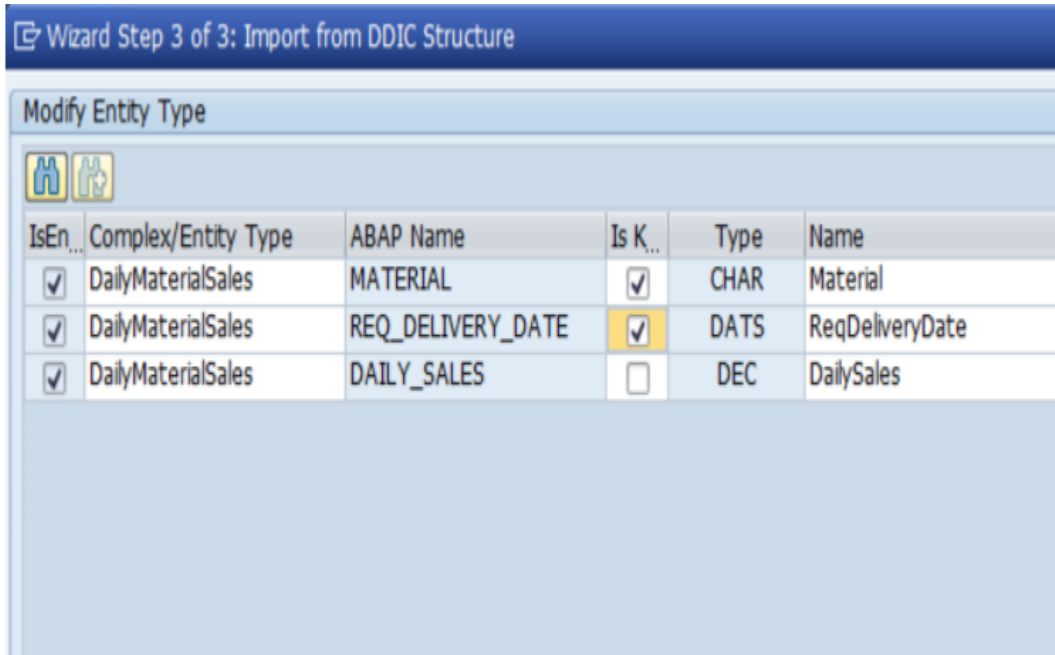 Wizard Step 3 of 3: Import from DDIC Structure
Modify Entity Type
IsEn... Complex/Entity Type ABAP Name Is K... Type Name
DailyMaterialSales MATERIAL CHAR Material
DailyMaterialSales REQ_DELIVERY_DATE DATS ReqDeliveryDate
DailyMaterialSales DAILY_SALES DEC DailySales